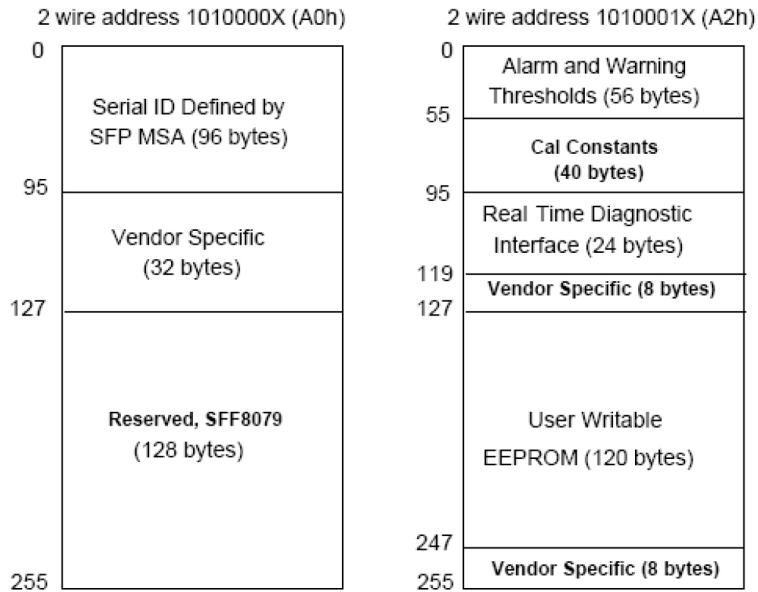 2 wire address 1010000X (A0h)
0
Serial ID Defined by
SFP MSA (96 bytes)
95
Vendor Specific
(32 bytes)
127
Reserved, SFF8079
(128 bytes)
255
2 wire address 1010001X (A2h)
0
Alarm and Warning
Thresholds (56 bytes)
55
Cal Constants
(40 bytes)
95
Real Time Diagnostic
Interface (24 bytes)
119
Vendor Specific (8 bytes)
127
User Writable
EEPROM (120 bytes)
247
Vendor Specific (8 bytes)
255